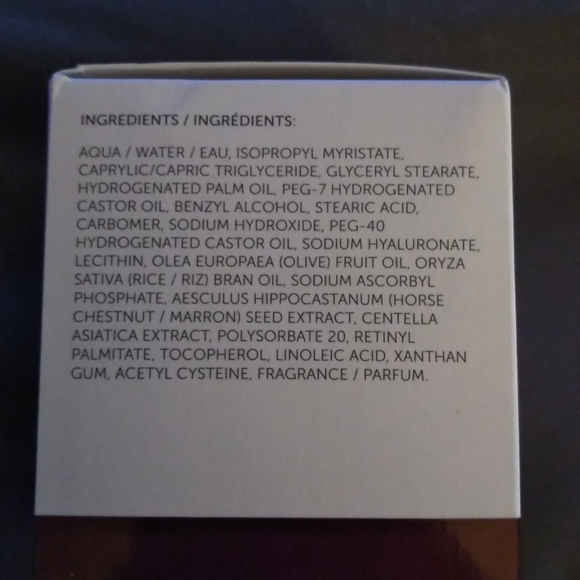 INGREDIENTS / INGRÉDIENTS:
AQUA / WATER / EAU, ISOPROPYL MYRISTATE,
CAPRYLIC/CAPRIC TRIGLYCERIDE, GLYCERYL STEARATE,
HYDROGENATED PALM OIL, PEG-7 HYDROGENATED
CASTOR OIL, BENZYL ALCOHOL, STEARIC ACID,
CARBOMER, SODIUM HYDROXIDE, PEG-40
HYDROGENATED CASTOR OIL, SODIUM HYALURONATE,
LECITHIN, OLEA EUROPAEA (OLIVE) FRUIT OIL, ORYZA
SATIVA (RICE / RIZ) BRAN OIL, SODIUM ASCORBYL
PHOSPHATE, AESCULUS HIPPOCASTANUM (HORSE
CHESTNUT / MARRON) SEED EXTRACT, CENTELLA
ASIATICA EXTRACT, POLYSORBATE 20, RETINYL
PALMITATE, TOCOPHEROL, LINOLEIC ACID, XANTHAN
GUM, ACETYL CYSTEINE, FRAGRANCE / PARFUM.